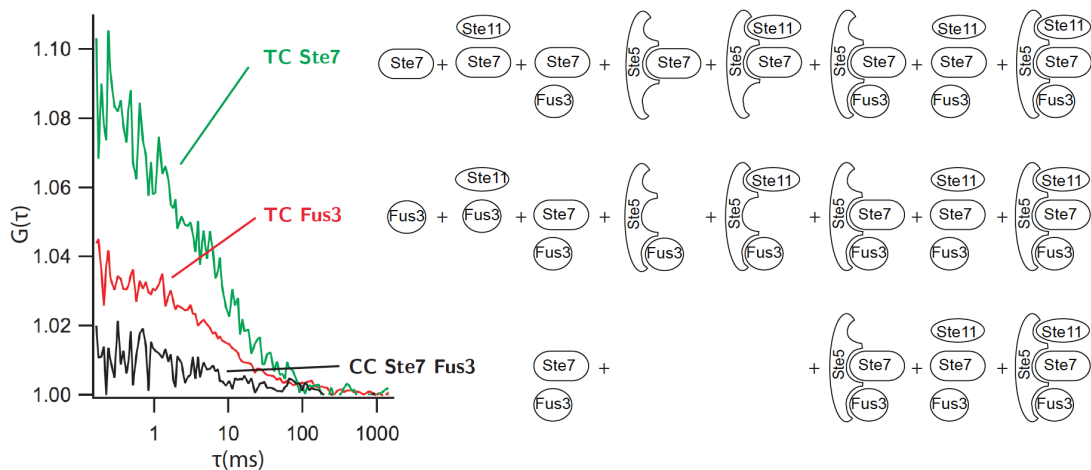 1.10
1.08
1.06
1.04
1.02
1.00
G(τ)
1
10
100
1000
τ(ms)
TC Ste7
TC Fus3
CC Ste7 Fus3
Ste7 + Ste11 Ste7 + Ste7 Fus3 + Ste5 Ste7 + Ste5 Ste11 Ste7 + Ste5 Ste7 Fus3 + Ste11 Ste7 Fus3 + Ste5 Ste11 Ste7 Fus3
Fus3 + Ste11 Fus3 + Ste7 Fus3 + Ste5 Fus3 + Ste5 Ste11 Fus3 + Ste5 Ste7 Fus3 + Ste11 Ste7 Fus3 + Ste5 Ste11 Ste7 Fus3
Ste7 Fus3 + + Ste5 Ste7 Fus3 + Ste11 Ste7 Fus3 + Ste5 Ste11 Ste7 Fus3